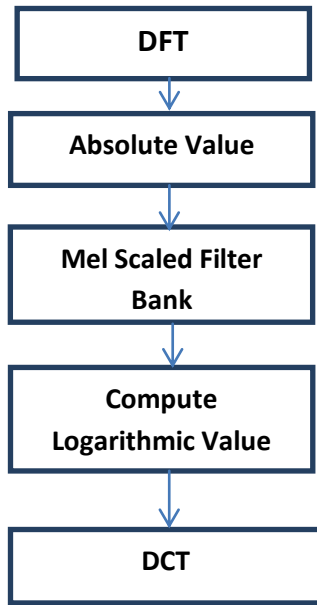 DFT
Absolute Value
Mel Scaled Filter
Bank
Compute
Logarithmic Value
DCT